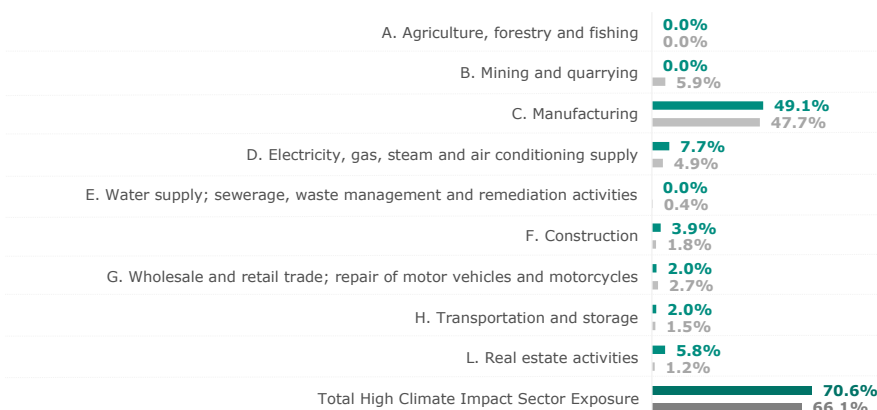 A. Agriculture, forestry and fishing 0.0%
0.0%
B. Mining and quarrying 0.0%
5.9%
C. Manufacturing 49.1%
47.7%
D. Electricity, gas, steam and air conditioning supply 7.7%
4.9%
E. Water supply; sewerage, waste management and remediation activities 0.0%
0.4%
F. Construction 3.9%
1.8%
G. Wholesale and retail trade; repair of motor vehicles and motorcycles 2.0%
2.7%
H. Transportation and storage 2.0%
1.5%
L. Real estate activities 5.8%
1.2%
Total High Climate Impact Sector Exposure 70.6%
66.1%